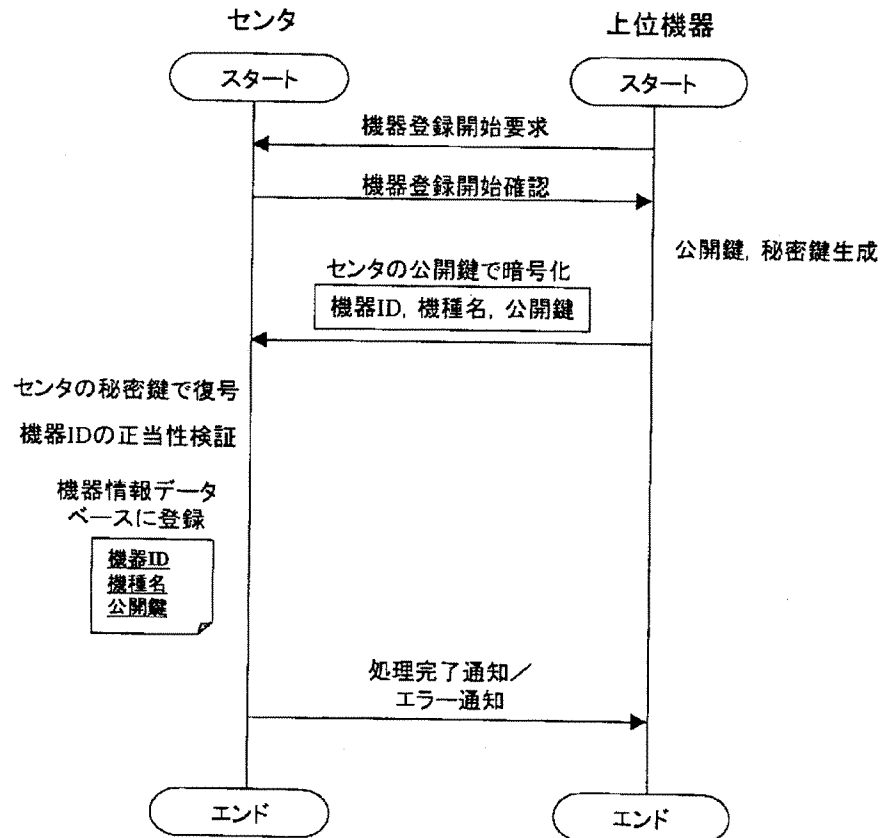 センタ
上位機器
スタート
スタート
機器登録開始要求
機器登録開始確認
公開鍵, 秘密鍵生成
センタの公開鍵で暗号化
機器ID, 機種名, 公開鍵
センタの秘密鍵で復号
機器IDの正当性検証
機器情報データ
ベースに登録
機器ID
機種名
公開鍵
処理完了通知／
エラー通知
エンド
エンド